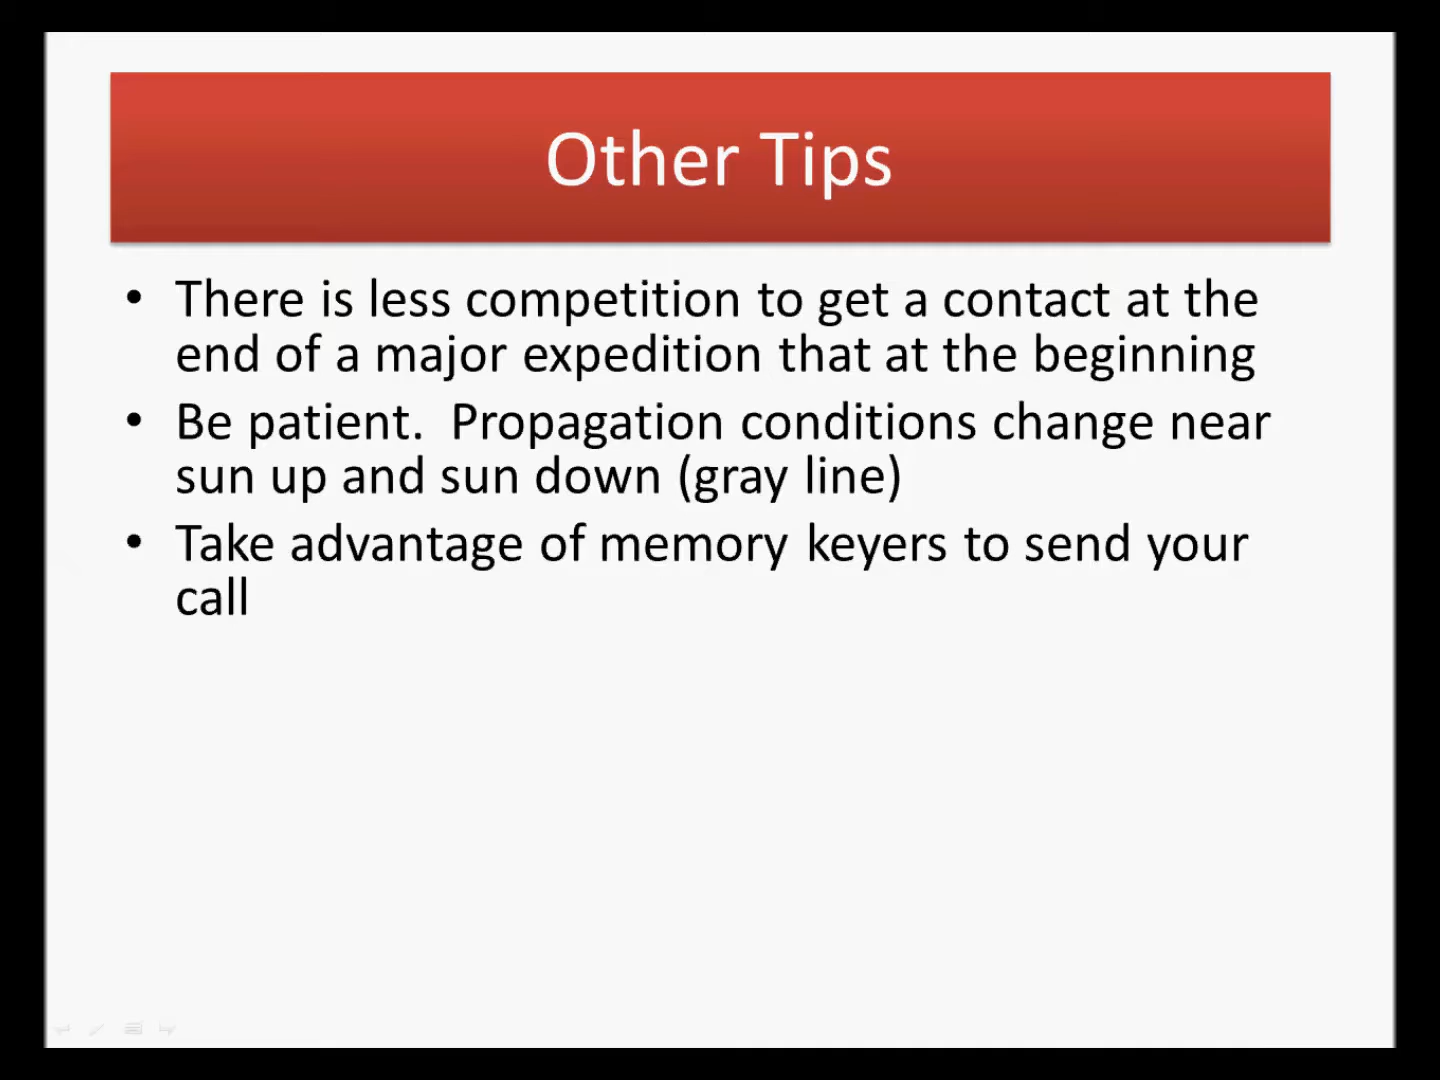 Other Tips
• There is less competition to get a contact at the
end of a major expedition that at the beginning
• Be patient.  Propagation conditions change near
sun up and sun down (gray line)
• Take advantage of memory keyers to send your
call